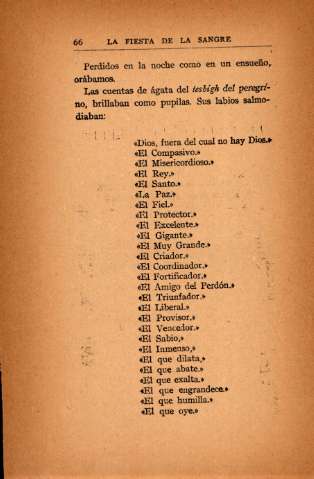 66 LA FIESTA DE LA SANGRE
Perdidos en la noche como en un ensueño,
orábamos.
Las cuentas de ágata del tesbigh del peregri-
no, brillaban como pupilas. Sus labios salmo-
diaban:
«Dios, fuera del cual no hay Dios.»
«El Compasivo.»
«El Misericordioso.»
«El Rey.»
«El Santo.»
«La Paz.»
«El Fiel.»
«El Protector.»
«El Excelente.»
«El Gigante.»
«El Muy Grande.»
«El Criador.»
«El Coordinador.»
«El Fortificador.»
«El Amigo del Perdón.»
«El Triunfador.»
«El Liberal.»
«El Provisor.»
«El Vencedor.»
«El Sabio.»
«El Inmenso.»
«El que dilata.»
«El que abate.»
«El que exalta.»
«El que engrandece.»
«El que humilla.»
«El que oye.»